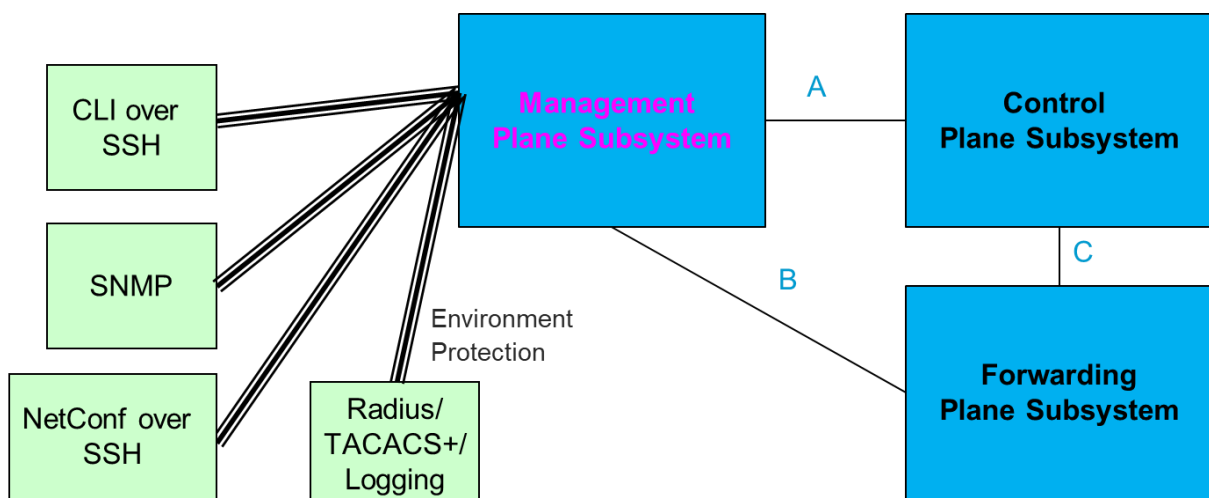 CLI over
SSH
SNMP
NetConf over
SSH
Radius/
TACACS+/
Logging
Environment
Protection
Management
Plane Subsystem
A
B
Control
Plane Subsystem
C
Forwarding
Plane Subsystem